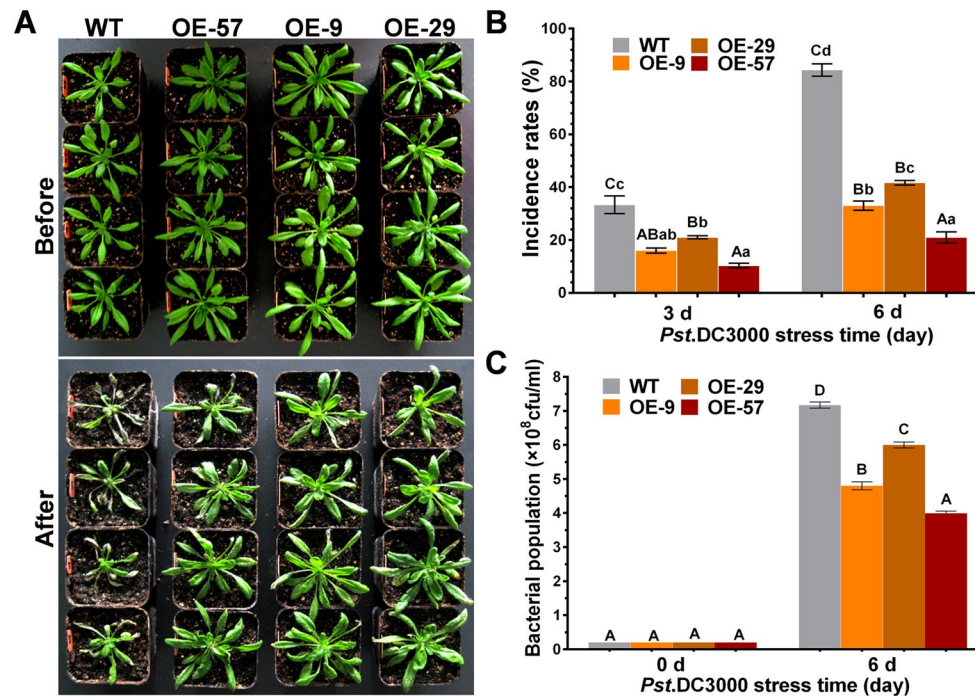 A
WT OE-57 OE-9 OE-29
Before
After
B
Incidence rates (%)
100
80
60
40
20
0
WT OE-29
OE-9 OE-57
Cc ABab Bb Aa
Cd Bb Bc Aa
3 d 6 d
Pst.DC3000 stress time (day)
C
Bacterial population (×10⁸cfu/ml)
8
7
6
5
4
3
2
1
0
WT OE-29
OE-9 OE-57
A A A A
D B C A
0 d 6 d
Pst.DC3000 stress time (day)